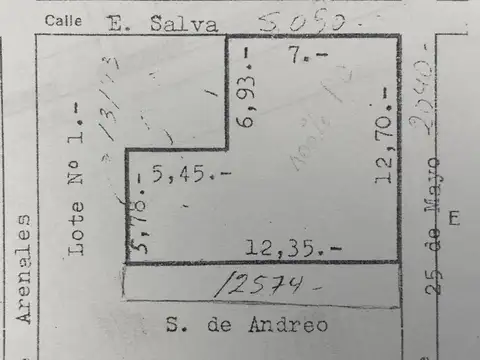 Calle E. Salva 5050.-
7.-
6,93.-
12,70.-
5,45.-
5,78.-
12,35.-
12574-
S. de Andreo
Lote Nº 1.-
Arenales
25 de Mayo
2040-
E